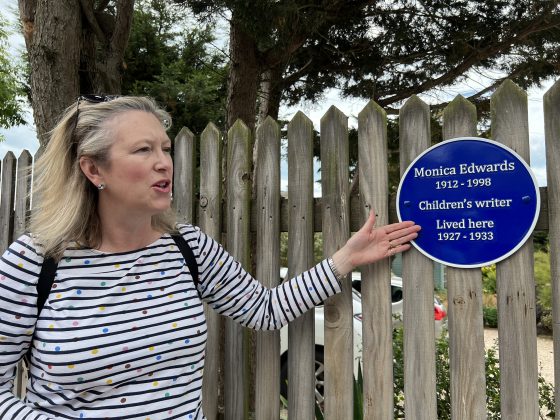 Monica Edwards
1912 - 1998
Children's writer
Lived here
1927 - 1933